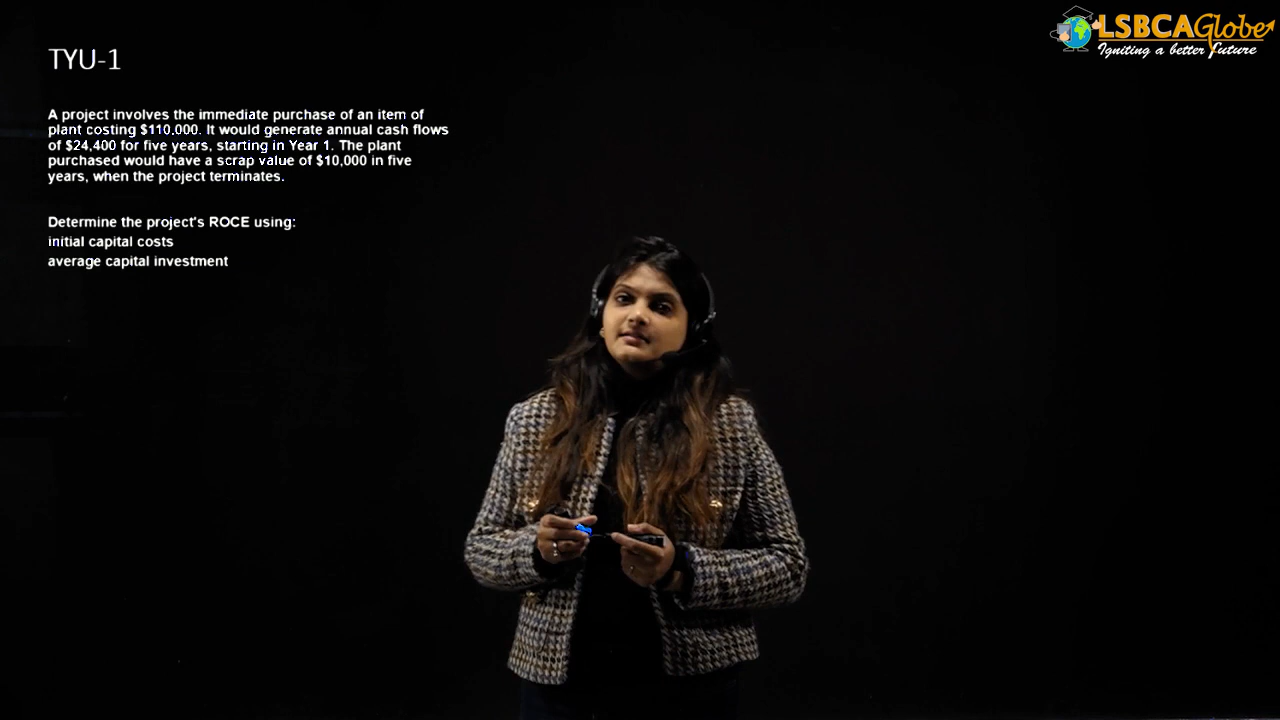 LSBCAGlobe
Igniting a better future
TYU-1
A project involves the immediate purchase of an item of
plant costing $110,000. It would generate annual cash flows
of $24,400 for five years, starting in Year 1. The plant
purchased would have a scrap value of $10,000 in five
years, when the project terminates.
Determine the project's ROCE using:
initial capital costs
average capital investment